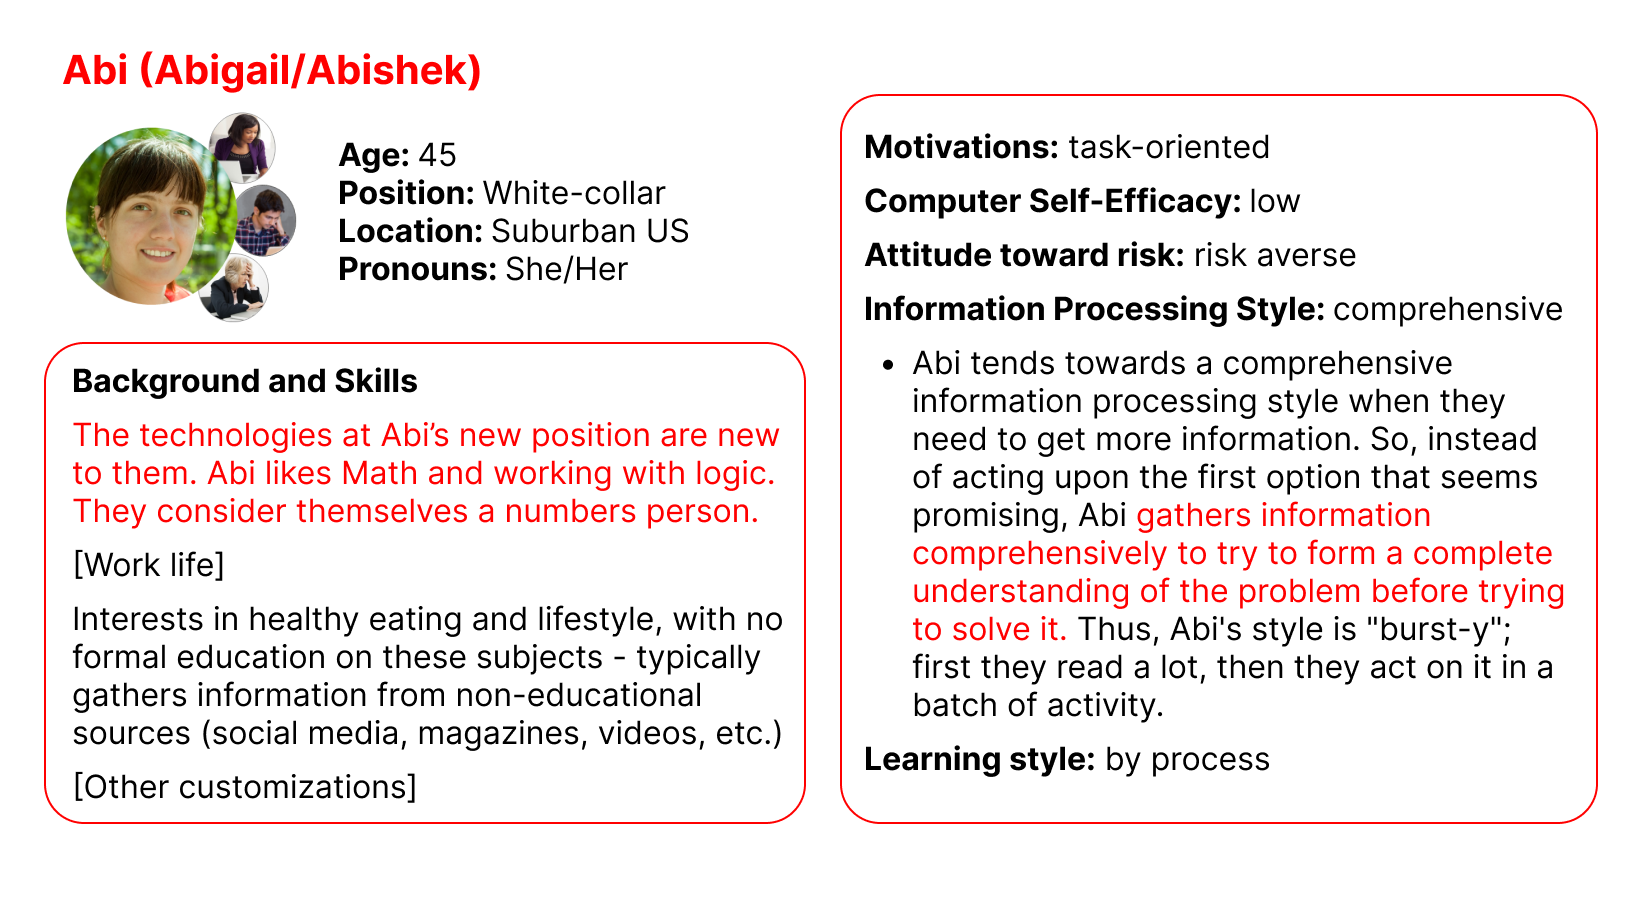 Abi (Abigail/Abishek)
Age: 45
Position: White-collar
Location: Suburban US
Pronouns: She/Her
Background and Skills
The technologies at Abi’s new position are new
to them. Abi likes Math and working with logic.
They consider themselves a numbers person.
[Work life]
Interests in healthy eating and lifestyle, with no
formal education on these subjects - typically
gathers information from non-educational
sources (social media, magazines, videos, etc.)
[Other customizations]
Motivations: task-oriented
Computer Self-Efficacy: low
Attitude toward risk: risk averse
Information Processing Style: comprehensive
• Abi tends towards a comprehensive
information processing style when they
need to get more information. So, instead
of acting upon the first option that seems
promising, Abi gathers information
comprehensively to try to form a complete
understanding of the problem before trying
to solve it. Thus, Abi's style is "burst-y";
first they read a lot, then they act on it in a
batch of activity.
Learning style: by process